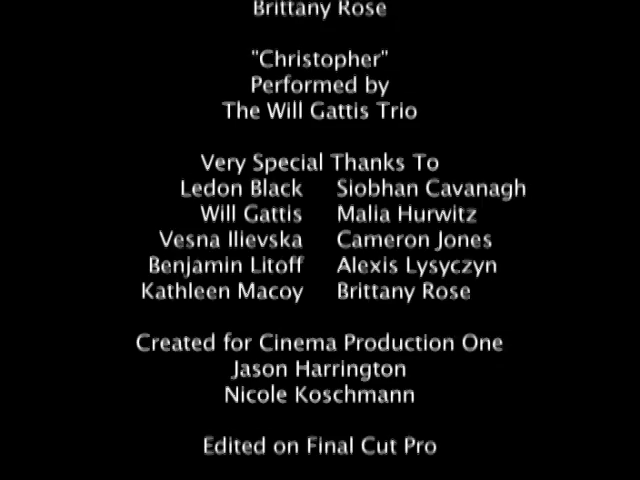 Brittany Rose
"Christopher"
Performed by
The Will Gattis Trio
Very Special Thanks To
Ledon Black Siobhan Cavanagh
Will Gattis Malia Hurwitz
Vesna Ilievska Cameron Jones
Benjamin Litoff Alexis Lysyczyn
Kathleen Macoy Brittany Rose
Created for Cinema Production One
Jason Harrington
Nicole Koschmann
Edited on Final Cut Pro